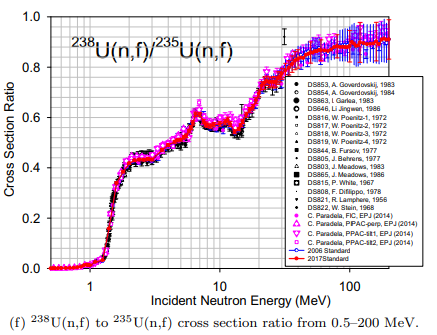 1.0
0.8
0.6
0.4
0.2
0.0
Cross Section Ratio
²³⁸U(n,f)/²³⁵U(n,f)
DS853, A. Goverdovskij, 1983
DS854, A. Goverdovskij, 1984
DS863, I. Garlea, 1983
DS846, Li Jingwen, 1986
DS816, W. Poenitz-1, 1972
DS817, W. Poenitz-2, 1972
DS818, W. Poenitz-3, 1972
DS819, W. Poenitz-4, 1972
DS844, B. Fursov, 1977
DS805, J. Behrers, 1977
DS803, J. Meadows, 1983
DS865, J. Meadows, 1986
DS815, P. White, 1967
DS808, F. Difilippo, 1978
DS821, R. Lamphere, 1956
DS822, W. Stein, 1968
C. Paradela, FIC, EPJ (2014)
C. Paradela, PPAC-perp, EPJ (2014)
C. Paradela, PPAC-tilt1, EPJ (2014)
C. Paradela, PPAC-tilt2, EPJ (2014)
2006 Standard
2017Standard
1 10 100
Incident Neutron Energy (MeV)
(f) ²³⁸U(n,f) to ²³⁵U(n,f) cross section ratio from 0.5–200 MeV.